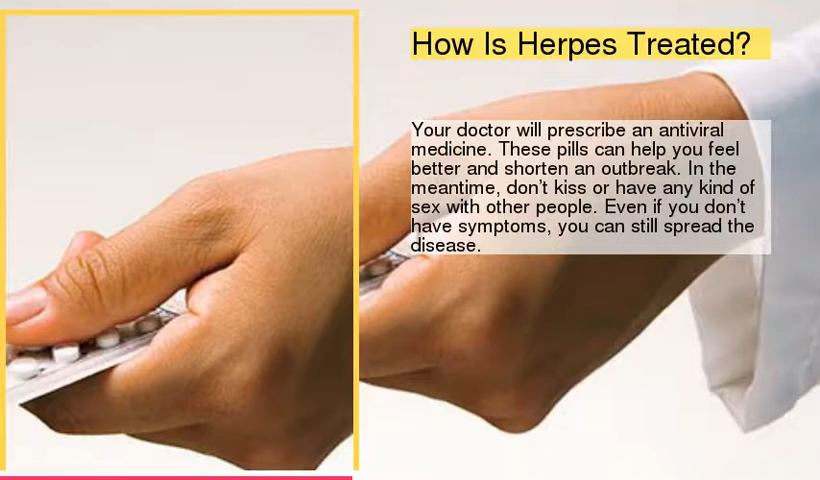 How Is Herpes Treated?
Your doctor will prescribe an antiviral
medicine. These pills can help you feel
better and shorten an outbreak. In the
meantime, don’t kiss or have any kind of
sex with other people. Even if you don’t
have symptoms, you can still spread the
disease.